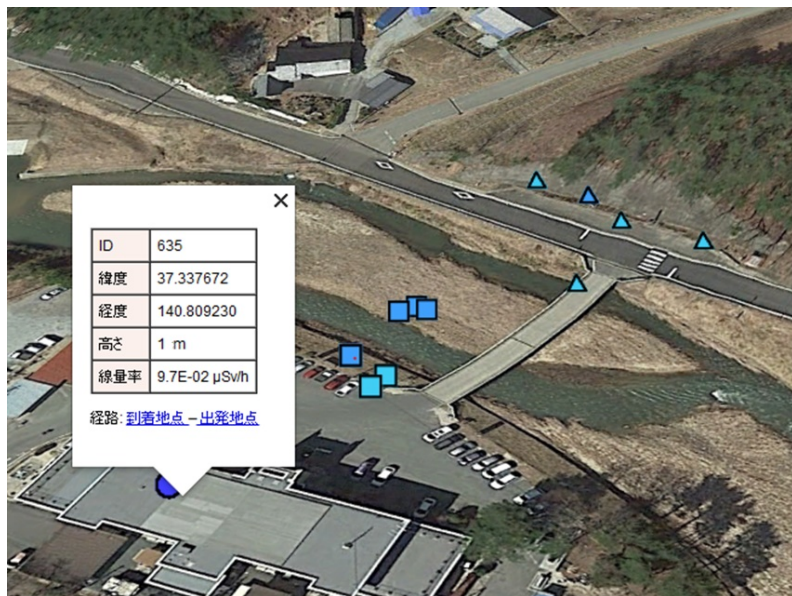 ×
ID 635
緯度 37.337672
経度 140.809230
高さ 1 m
線量率 9.7E-02 μSv/h
経路: 到着地点 – 出発地点